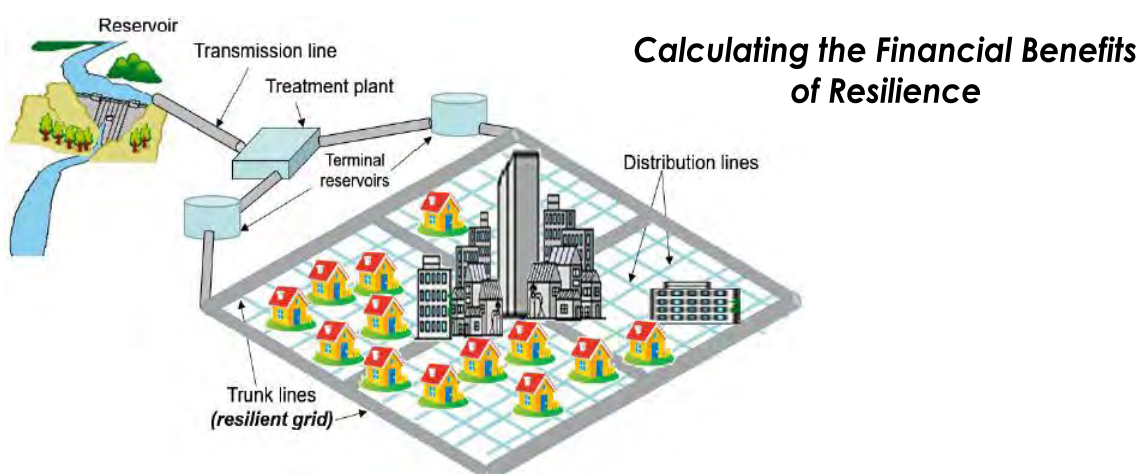 Reservoir
Transmission line
Treatment plant
Calculating the Financial Benefits
of Resilience
Terminal
reservoirs
Distribution lines
Trunk lines
(resilient grid)